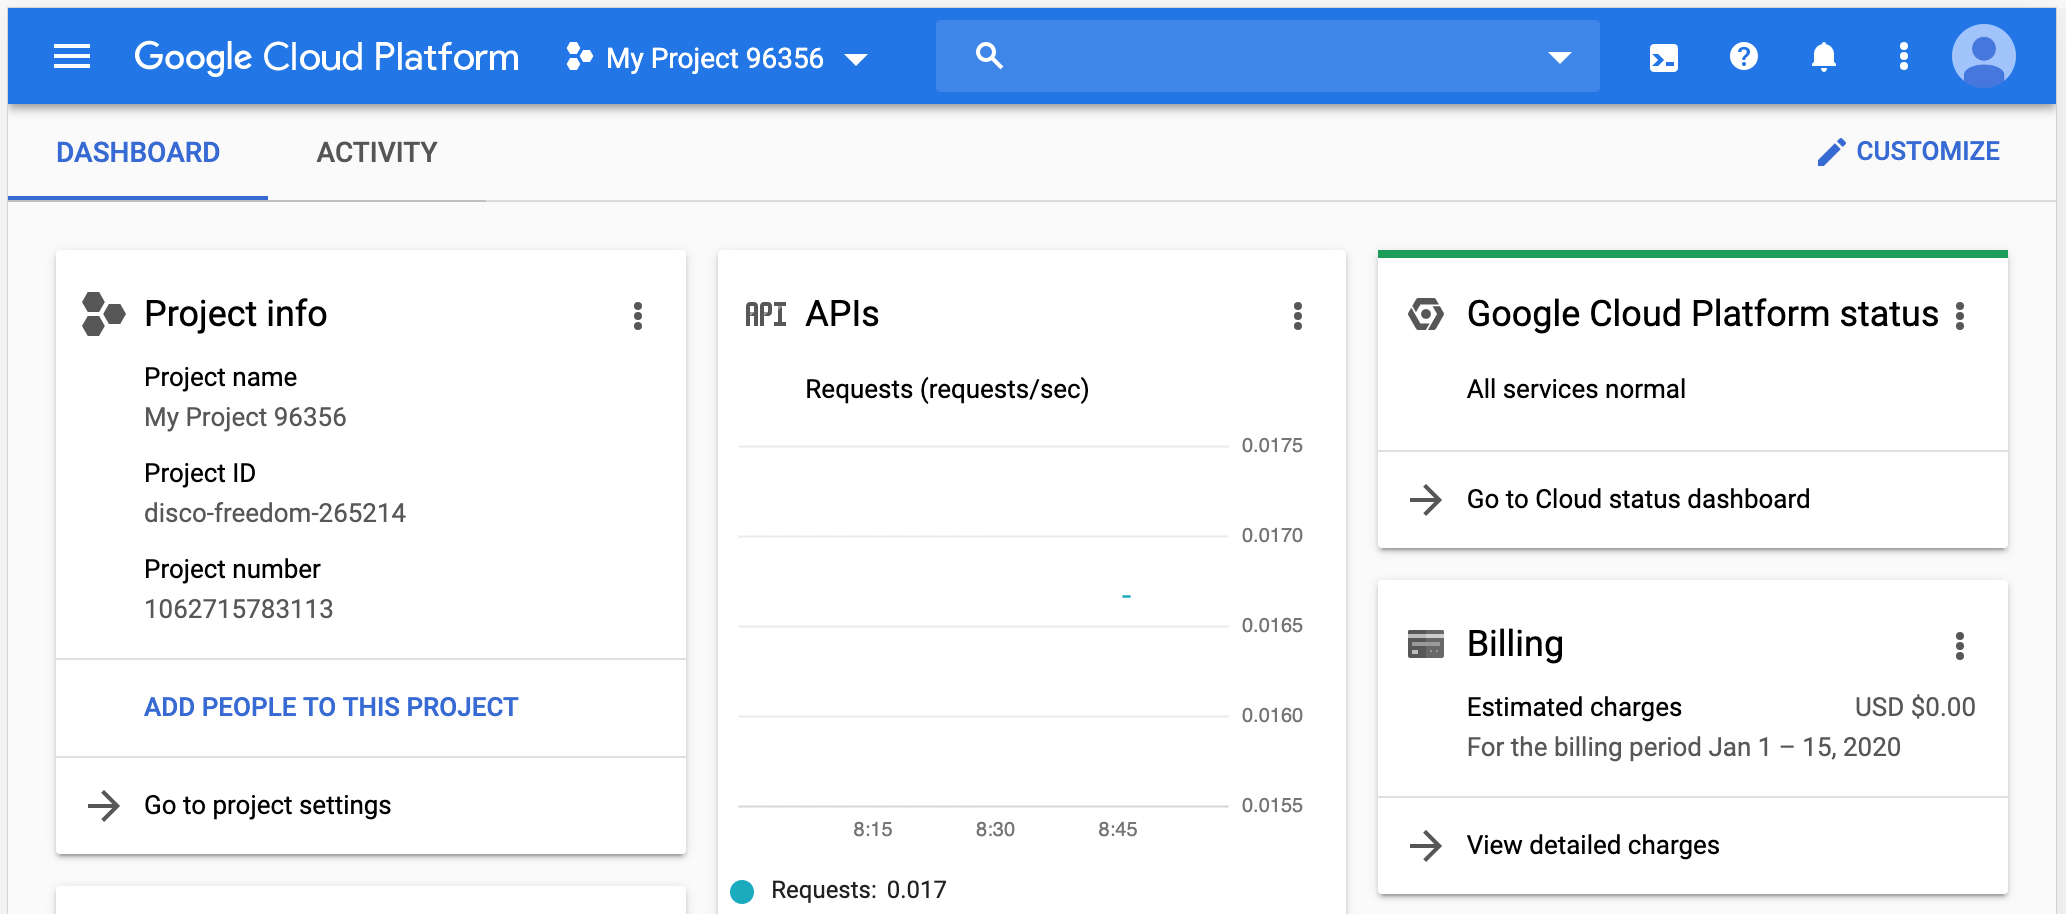 Google Cloud Platform
My Project 96356
DASHBOARD
ACTIVITY
CUSTOMIZE
Project info
Project name
My Project 96356
Project ID
disco-freedom-265214
Project number
1062715783113
ADD PEOPLE TO THIS PROJECT
Go to project settings
API APIs
Requests (requests/sec)
0.0175
0.0170
0.0165
0.0160
0.0155
8:15 8:30 8:45
Requests: 0.017
Google Cloud Platform status
All services normal
Go to Cloud status dashboard
Billing
Estimated charges USD $0.00
For the billing period Jan 1 – 15, 2020
View detailed charges